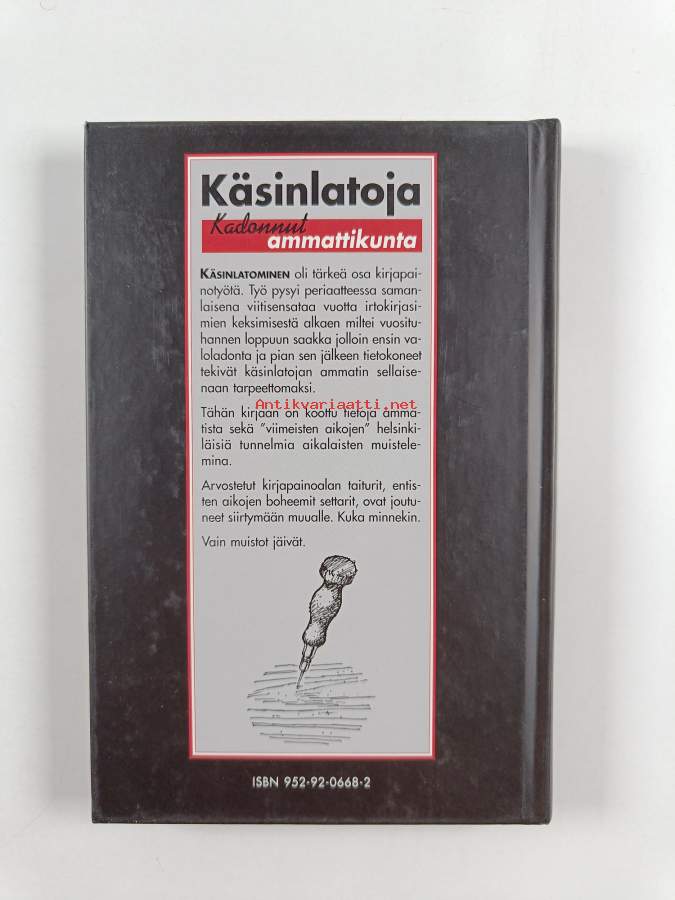 Käsinlatoja
Kadonnut
ammattikunta
KÄSINLATOMINEN oli tärkeä osa kirjapai-
notyötä. Työ pysyi periaatteessa saman-
laisena viitisensataa vuotta irtokirjasi-
mien keksimisestä alkaen miltei vuositu-
hannen loppuun saakka jolloin ensin va-
loladonta ja pian sen jälkeen tietokoneet
tekivät käsinlatojan ammatin sellaise-
naan tarpeettomaksi.
Antikvariaatti.net
Tähän kirjaan on koottu tietoja amma-
tista sekä "viimeisten aikojen" helsinki-
läisiä tunnelmia aikalaisten muistele-
mina.
Arvostetut kirjapainoalan taiturit, entis-
ten aikojen boheemit settarit, ovat joutu-
neet siirtymään muualle. Kuka minnekin.
Vain muistot jäivät.
ISBN 952-92-0668-2